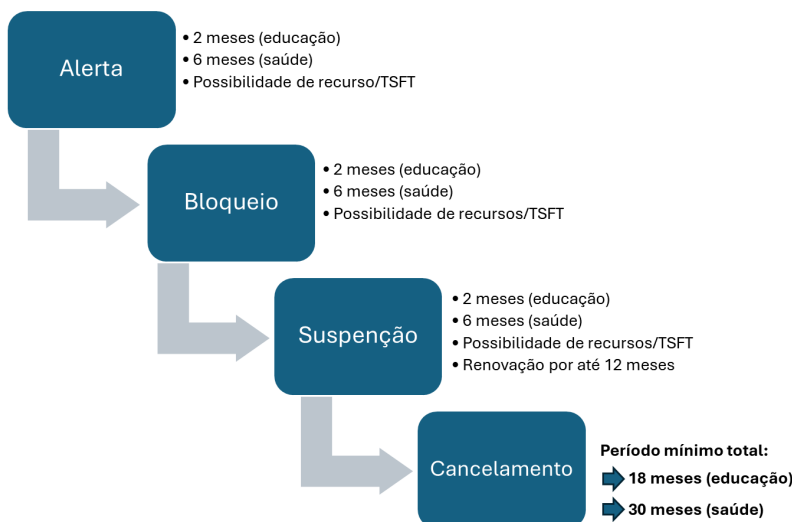 Alerta
• 2 meses (educação)
• 6 meses (saúde)
• Possibilidade de recurso/TSFT
Bloqueio
• 2 meses (educação)
• 6 meses (saúde)
• Possibilidade de recursos/TSFT
Suspenção
• 2 meses (educação)
• 6 meses (saúde)
• Possibilidade de recursos/TSFT
• Renovação por até 12 meses
Cancelamento
Período mínimo total:
18 meses (educação)
30 meses (saúde)